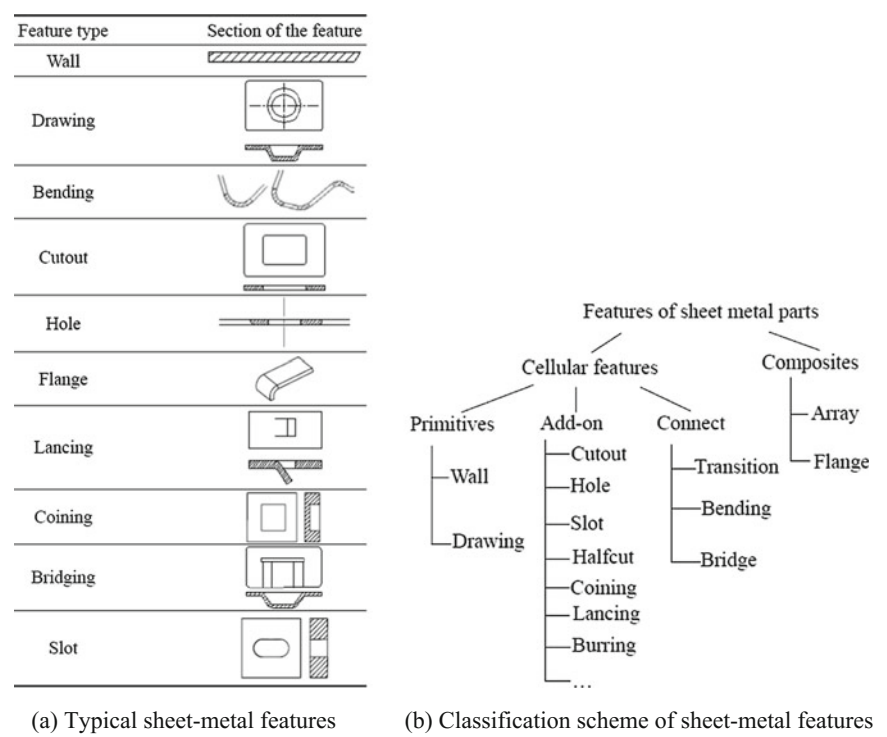 Feature type Section of the feature
Wall
Drawing
Bending
Cutout
Hole
Flange
Lancing
Coining
Bridging
Slot
(a) Typical sheet-metal features
Features of sheet metal parts
Cellular features Composites
Primitives Add-on Connect
Wall
Drawing
Cutout
Hole
Slot
Halfcut
Coining
Lancing
Burring
...
Transition
Bending
Bridge
Array
Flange
(b) Classification scheme of sheet-metal features